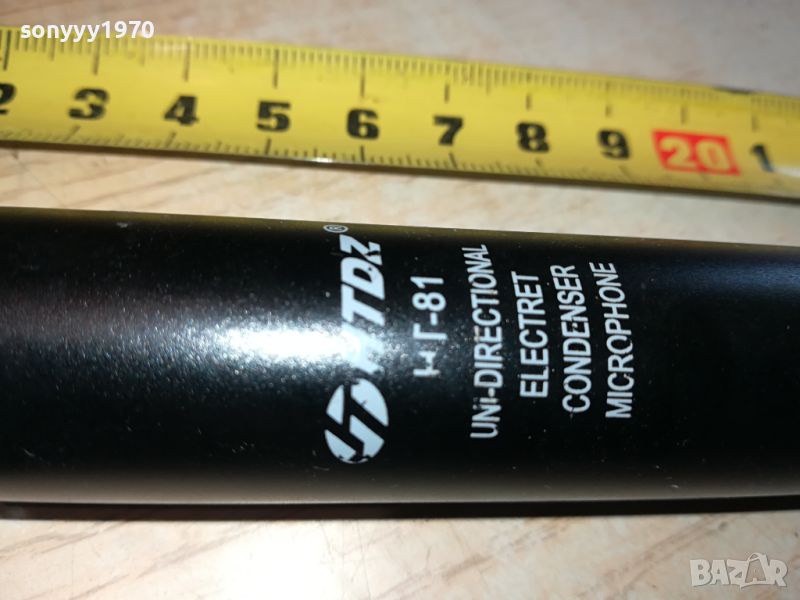 sonyyy1970
2 3 4 5 6 7 8 9 20 1
HTDZ®
HT-81
UNi-DIRECTIONAL
ELECTRET
CONDENSER
MICROPHONE
BAZAR